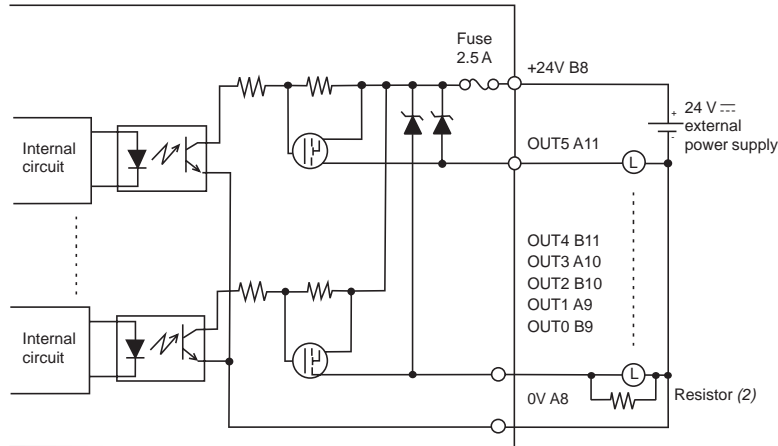 Fuse
2.5 A
+24V B8
+
24 V ⎓
external
power supply
-
Internal
circuit
OUT5 A11
L
OUT4 B11
OUT3 A10
OUT2 B10
OUT1 A9
OUT0 B9
Internal
circuit
L
0V A8
Resistor (2)